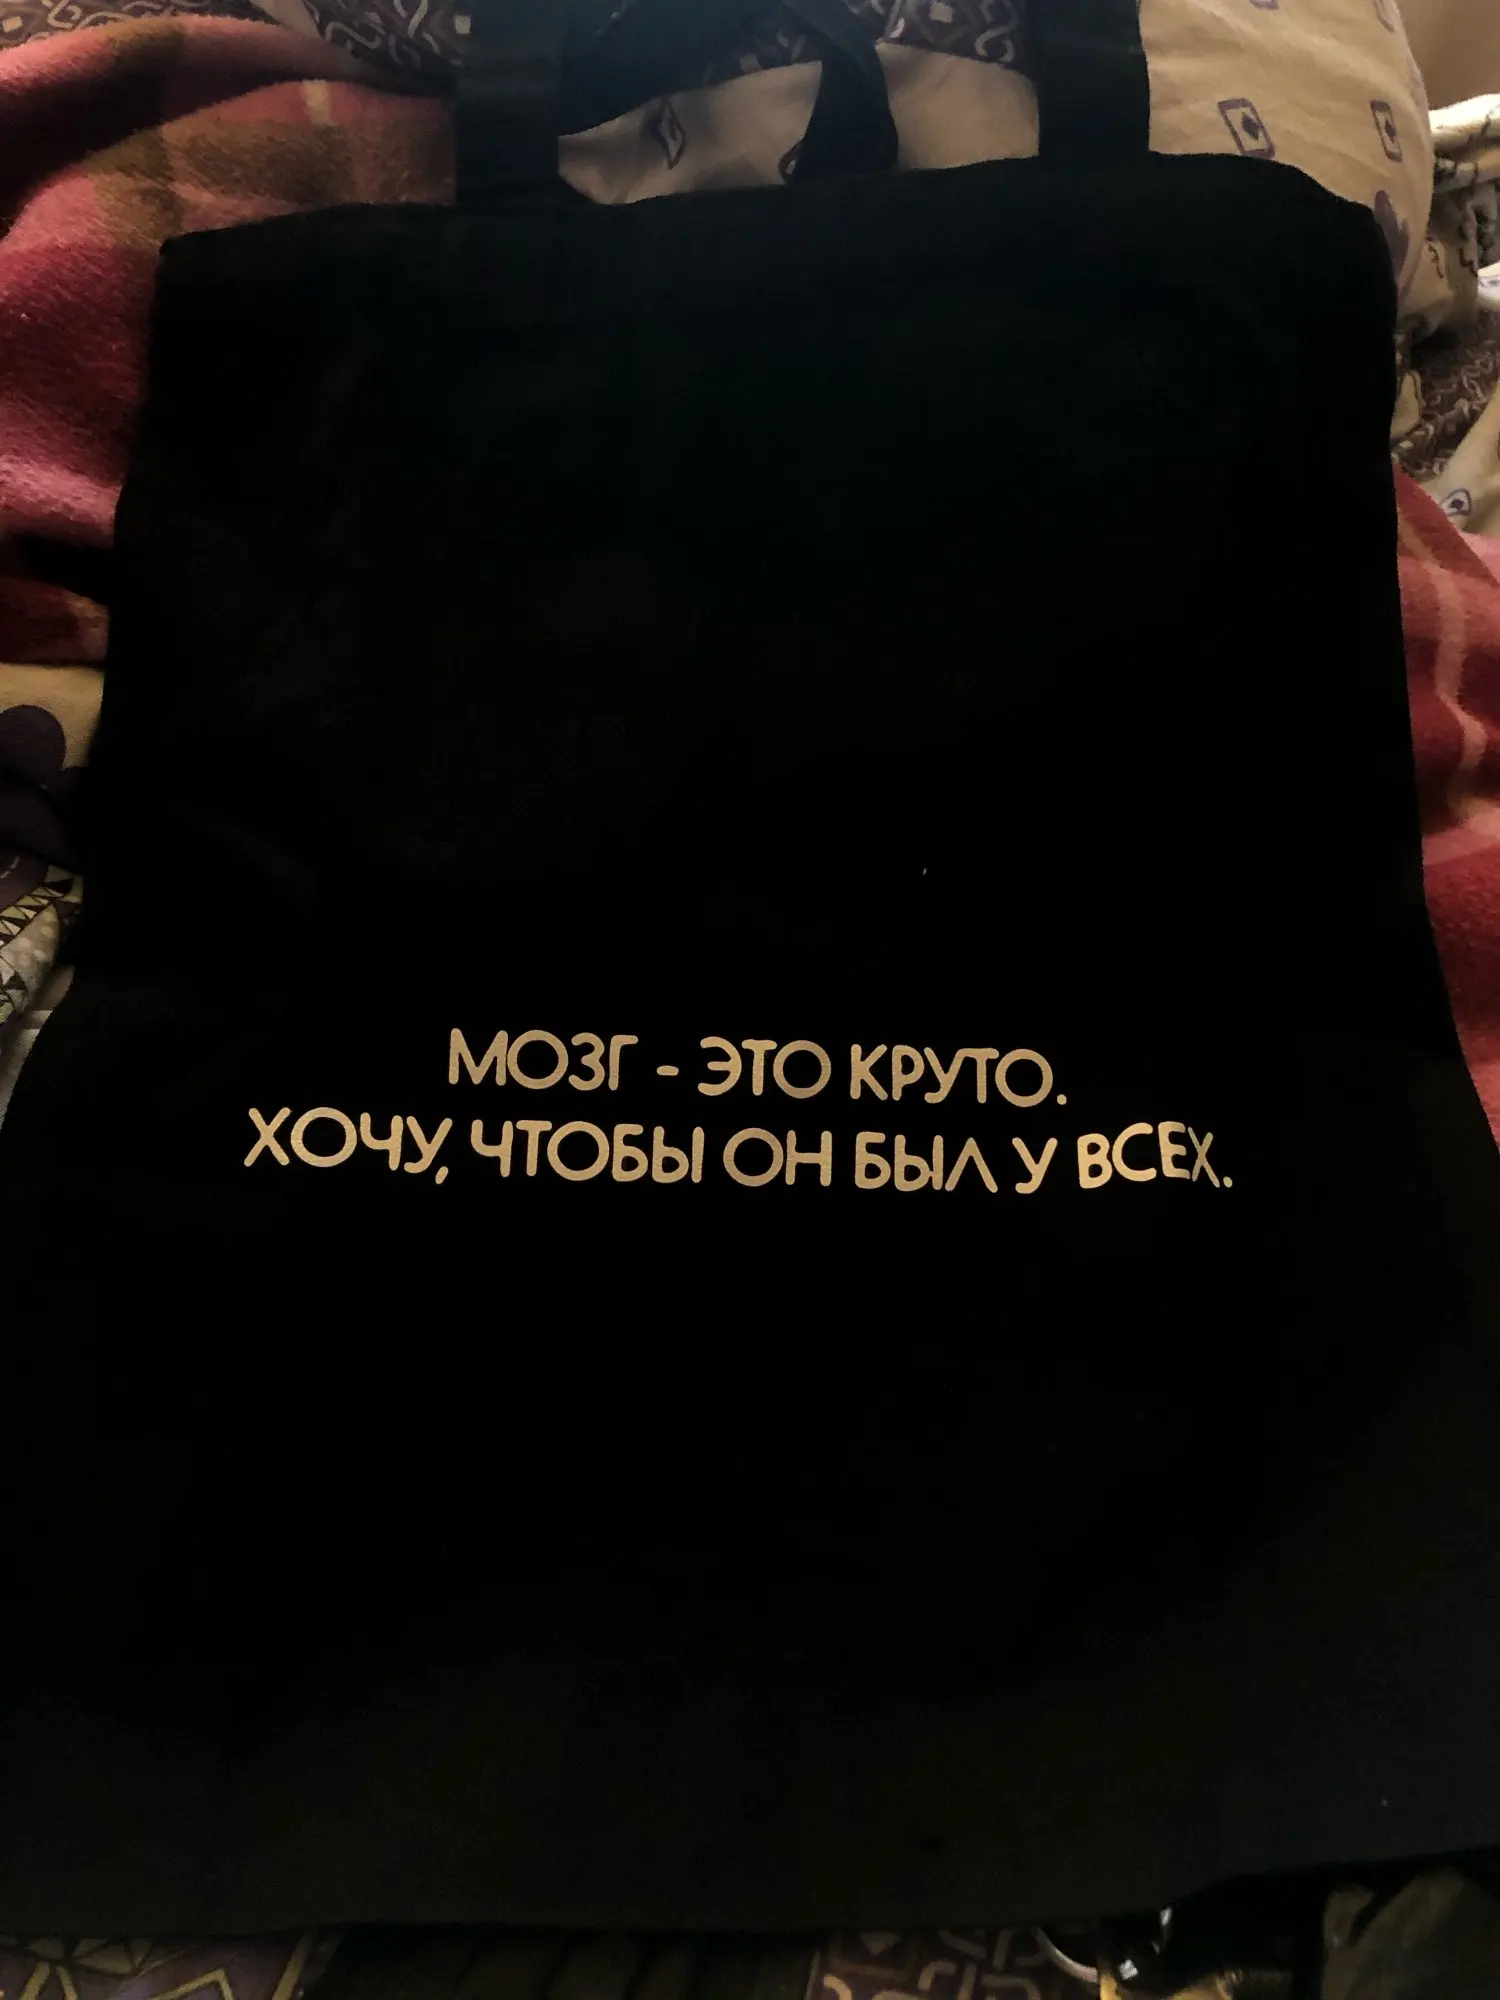 МОЗГ - ЭТО КРУТО.
ХОЧУ, ЧТОБЫ ОН БЫЛ У ВСЕХ.